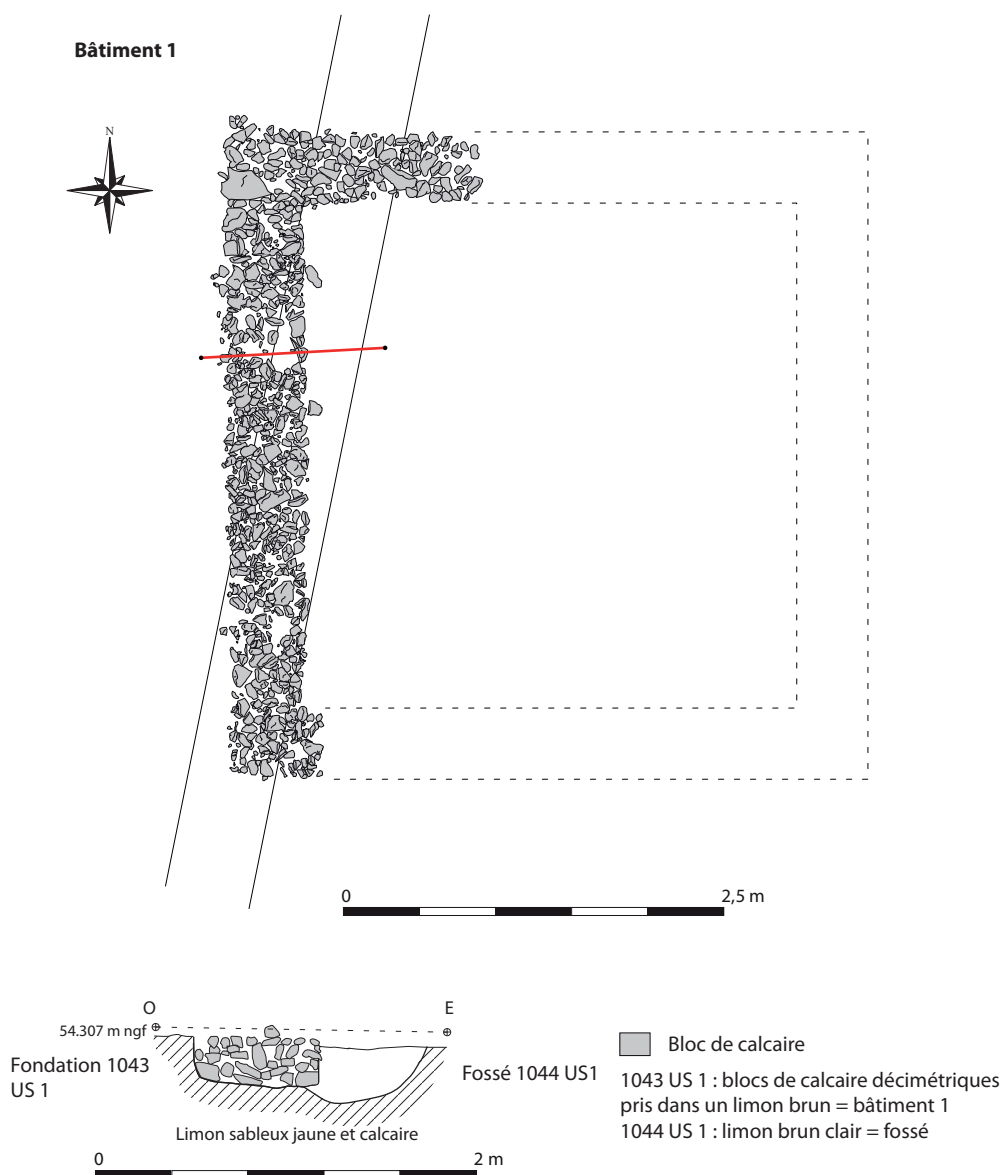 Bâtiment 1
N
0 2,5 m
O E
54.307 m ngf
Fondation 1043
US 1
Fossé 1044 US1
Limon sableux jaune et calcaire
0 2 m
Bloc de calcaire
1043 US 1 : blocs de calcaire décimétriques
pris dans un limon brun = bâtiment 1
1044 US 1 : limon brun clair = fossé